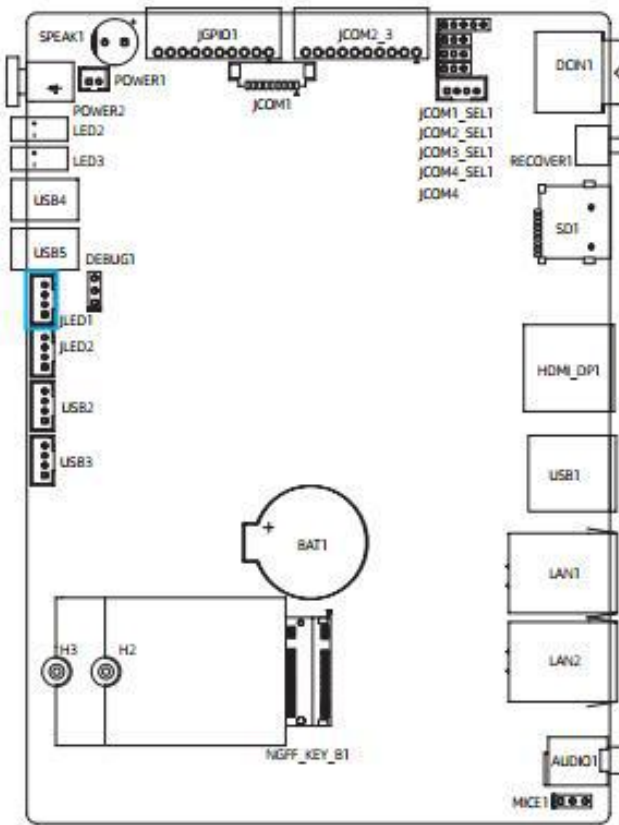 SPEAK1
JGPIO1
JCOM2_3
POWER1
JCOM1
DCIN1
POWER2
LED2
LED3
JCOM1_SEL1
JCOM2_SEL1
JCOM3_SEL1
JCOM4_SEL1
JCOM4
RECOVER1
USB4
SD1
USB5
DEBUG1
JLED1
JLED2
HDMI_DP1
USB2
USB3
USB1
BAT1
LAN1
H3
H2
LAN2
NGFF_KEY_B1
AUDIO1
MICE1